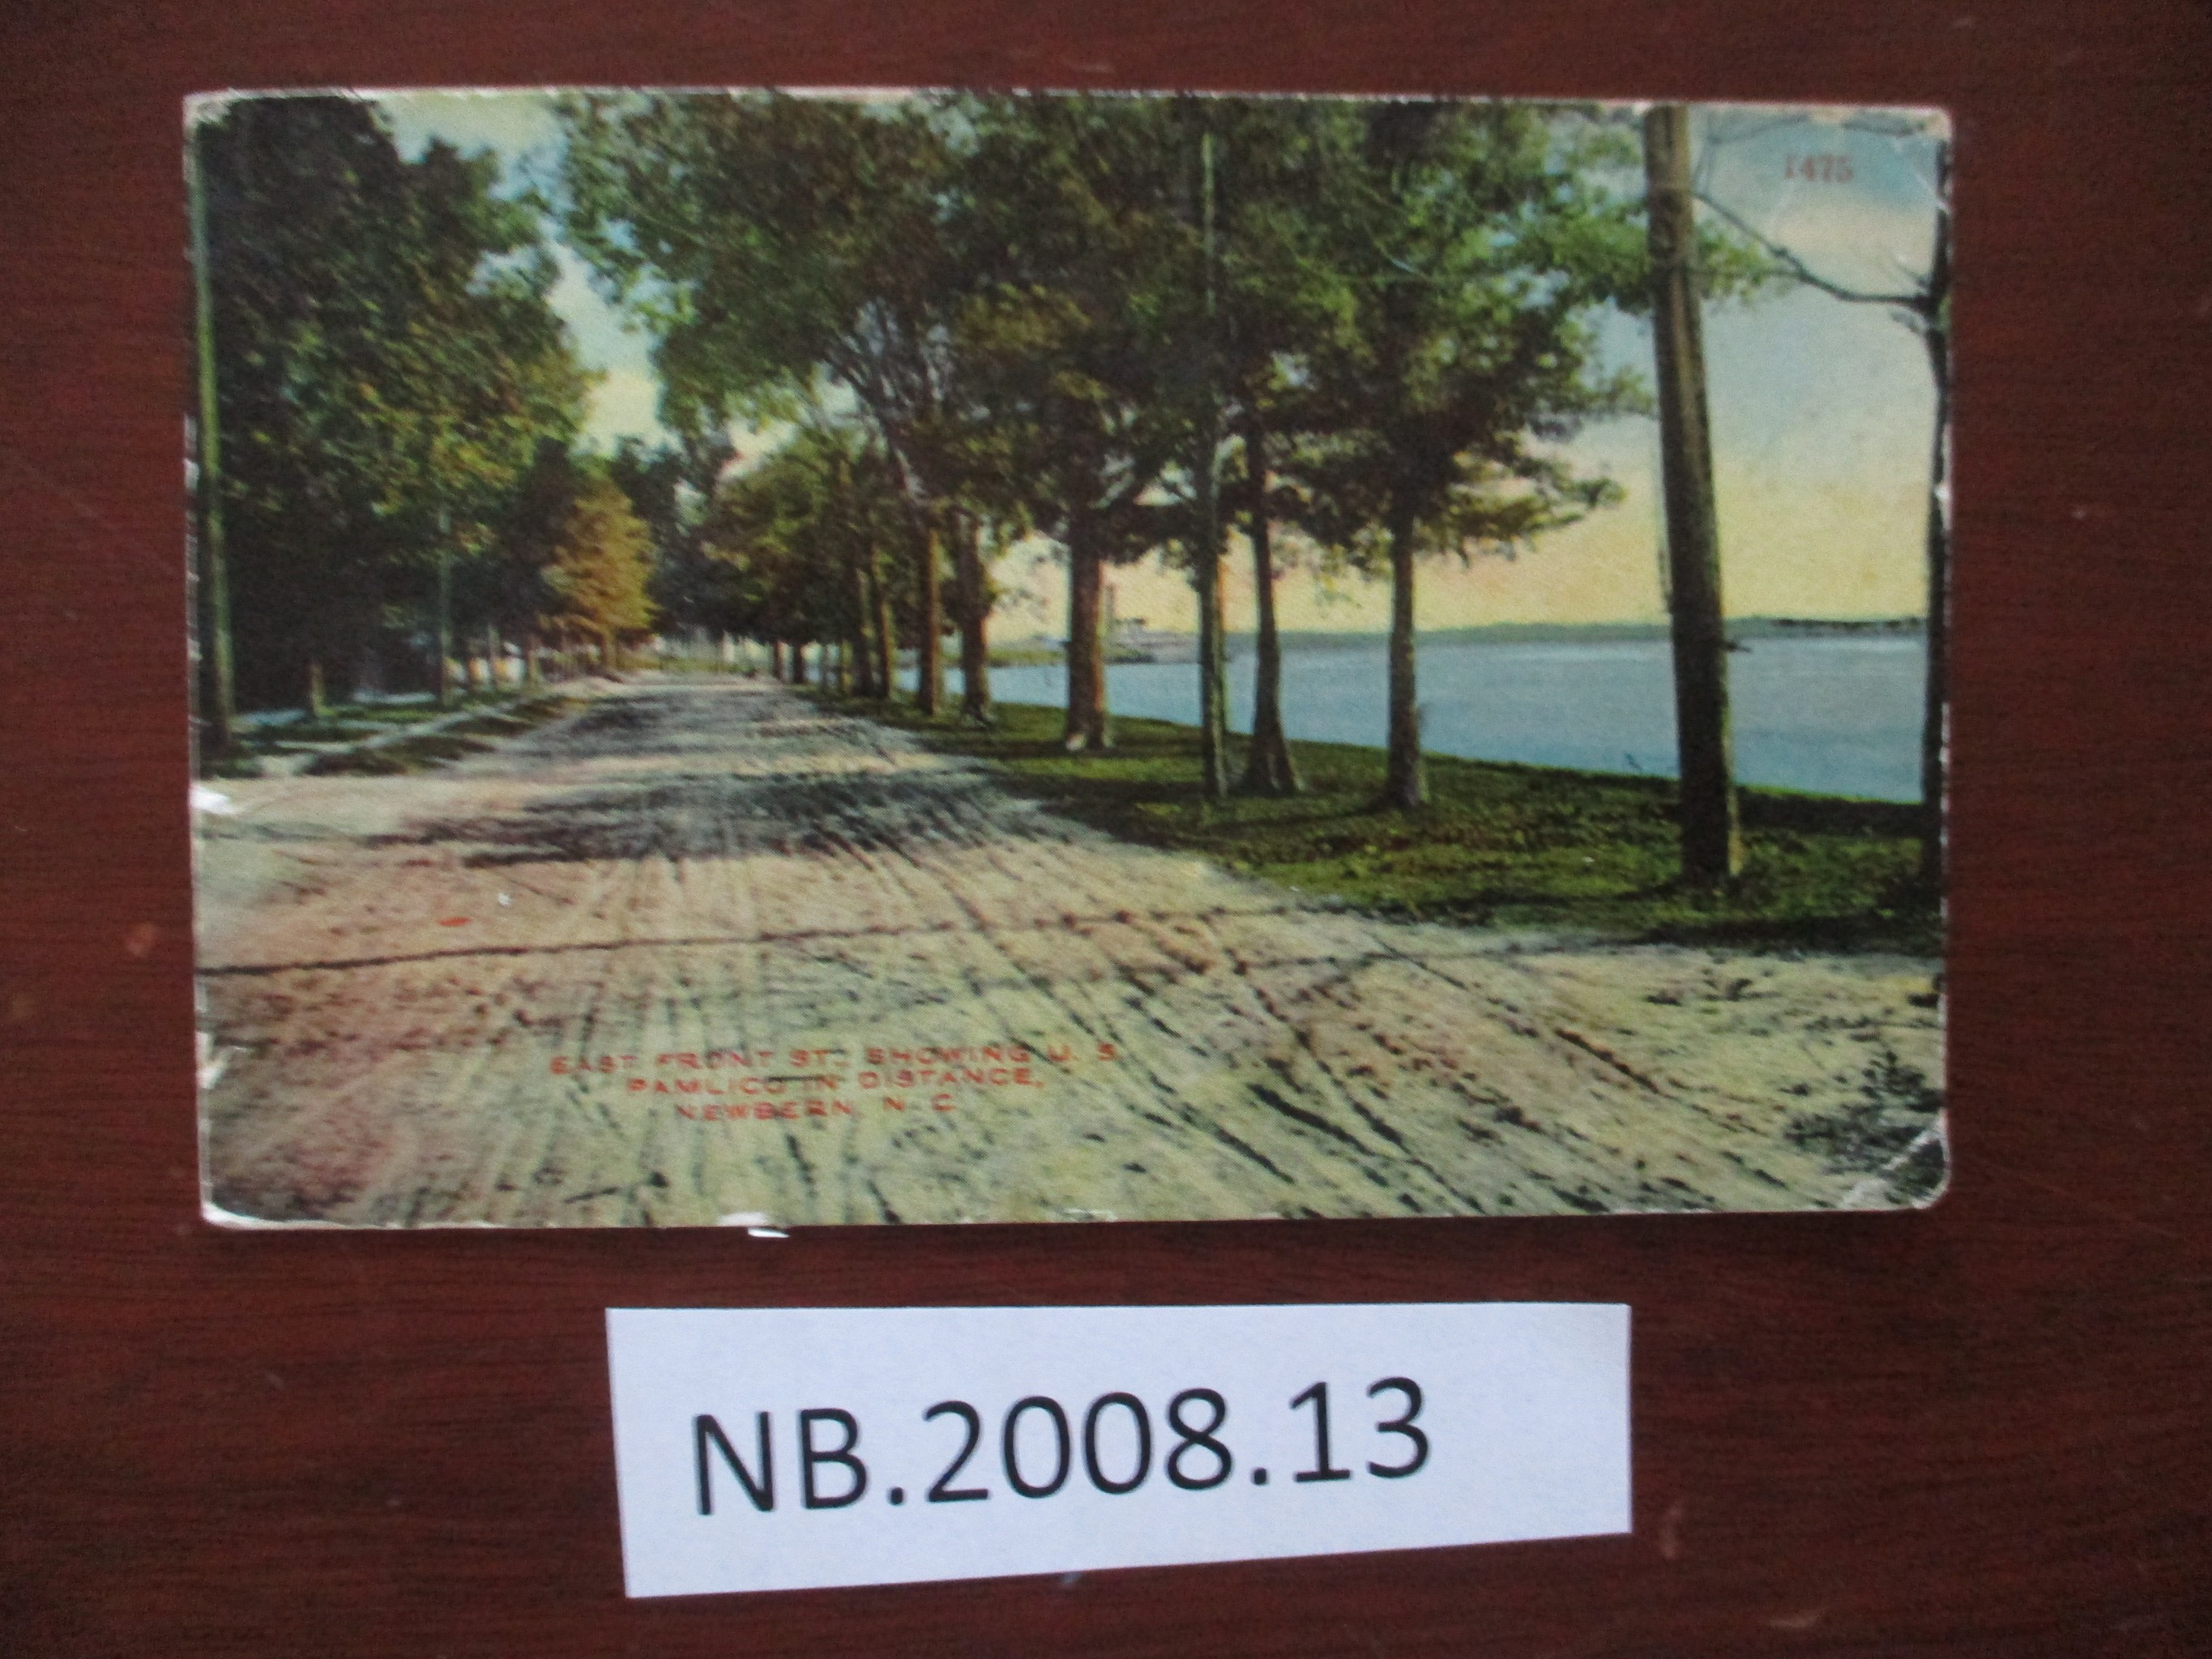 1475
EAST FRONT ST., SHOWING U. S.
PAMLICO IN DISTANCE,
NEWBERN, N. C.
NB.2008.13